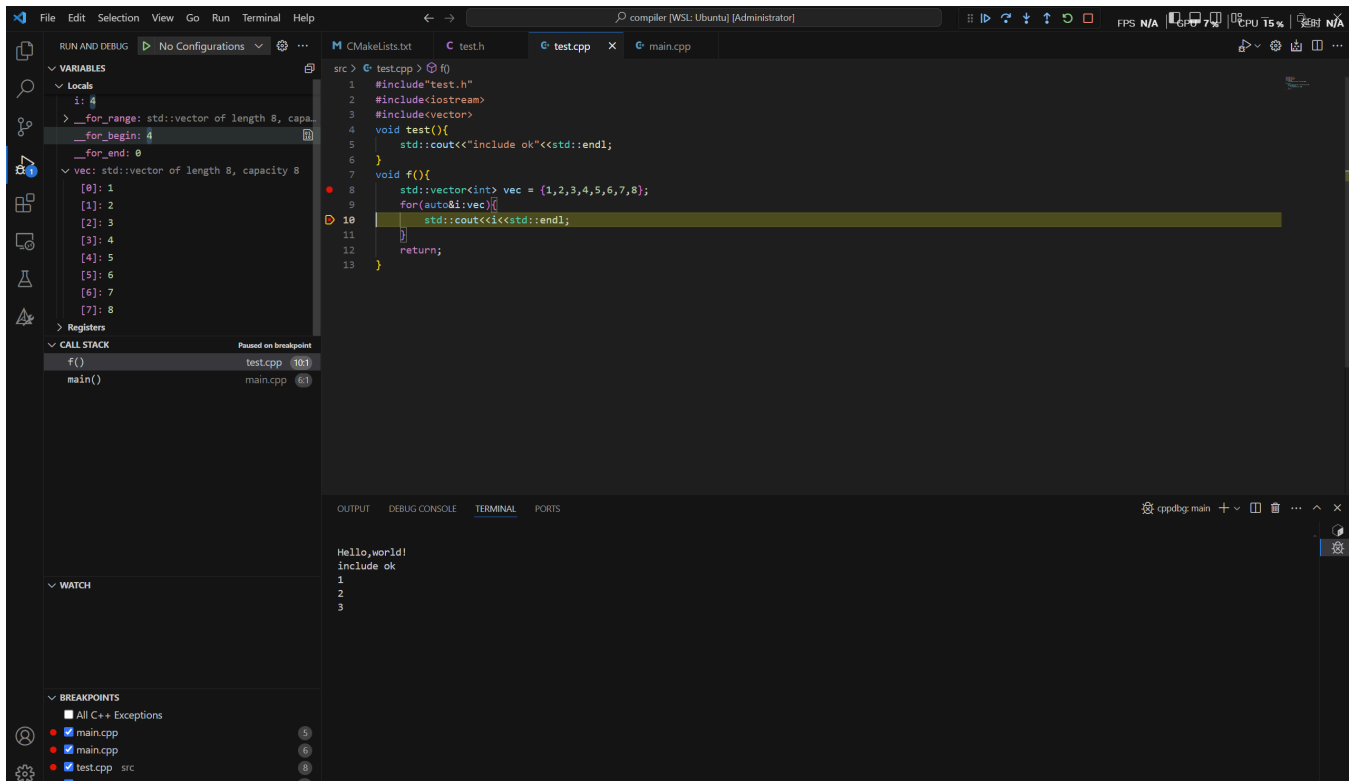 File Edit Selection View Go Run Terminal Help
compiler [WSL: Ubuntu] [Administrator]
FPS N/A GPU 7% CPU 15% 延时 N/A
RUN AND DEBUG No Configurations
M CMakeLists.txt
C test.h
test.cpp
main.cpp
VARIABLES
Locals
i: 4
__for_range: std::vector of length 8, capa…
__for_begin: 4
__for_end: 0
vec: std::vector of length 8, capacity 8
[0]: 1
[1]: 2
[2]: 3
[3]: 4
[4]: 5
[5]: 6
[6]: 7
[7]: 8
Registers
CALL STACK Paused on breakpoint
f() test.cpp 10:1
main() main.cpp 6:1
WATCH
BREAKPOINTS
All C++ Exceptions
main.cpp 5
main.cpp 6
test.cpp src 8
src > test.cpp > f()
1 #include"test.h"
2 #include<iostream>
3 #include<vector>
4 void test(){
5 std::cout<<"include ok"<<std::endl;
6 }
7 void f(){
8 std::vector<int> vec = {1,2,3,4,5,6,7,8};
9 for(auto&i:vec){
10 std::cout<<i<<std::endl;
11 }
12 return;
13 }
OUTPUT DEBUG CONSOLE TERMINAL PORTS
cppdbg: main
Hello,world!
include ok
1
2
3